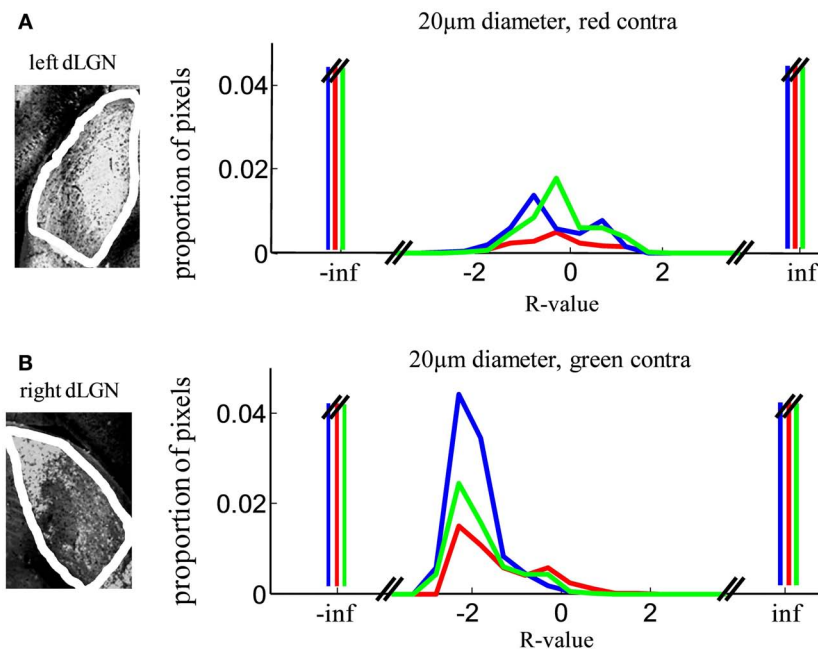 A
20μm diameter, red contra
left dLGN
proportion of pixels
0.04
0.02
0
-inf
-2
0
2
inf
R-value
B
20μm diameter, green contra
right dLGN
proportion of pixels
0.04
0.02
0
-inf
-2
0
2
inf
R-value